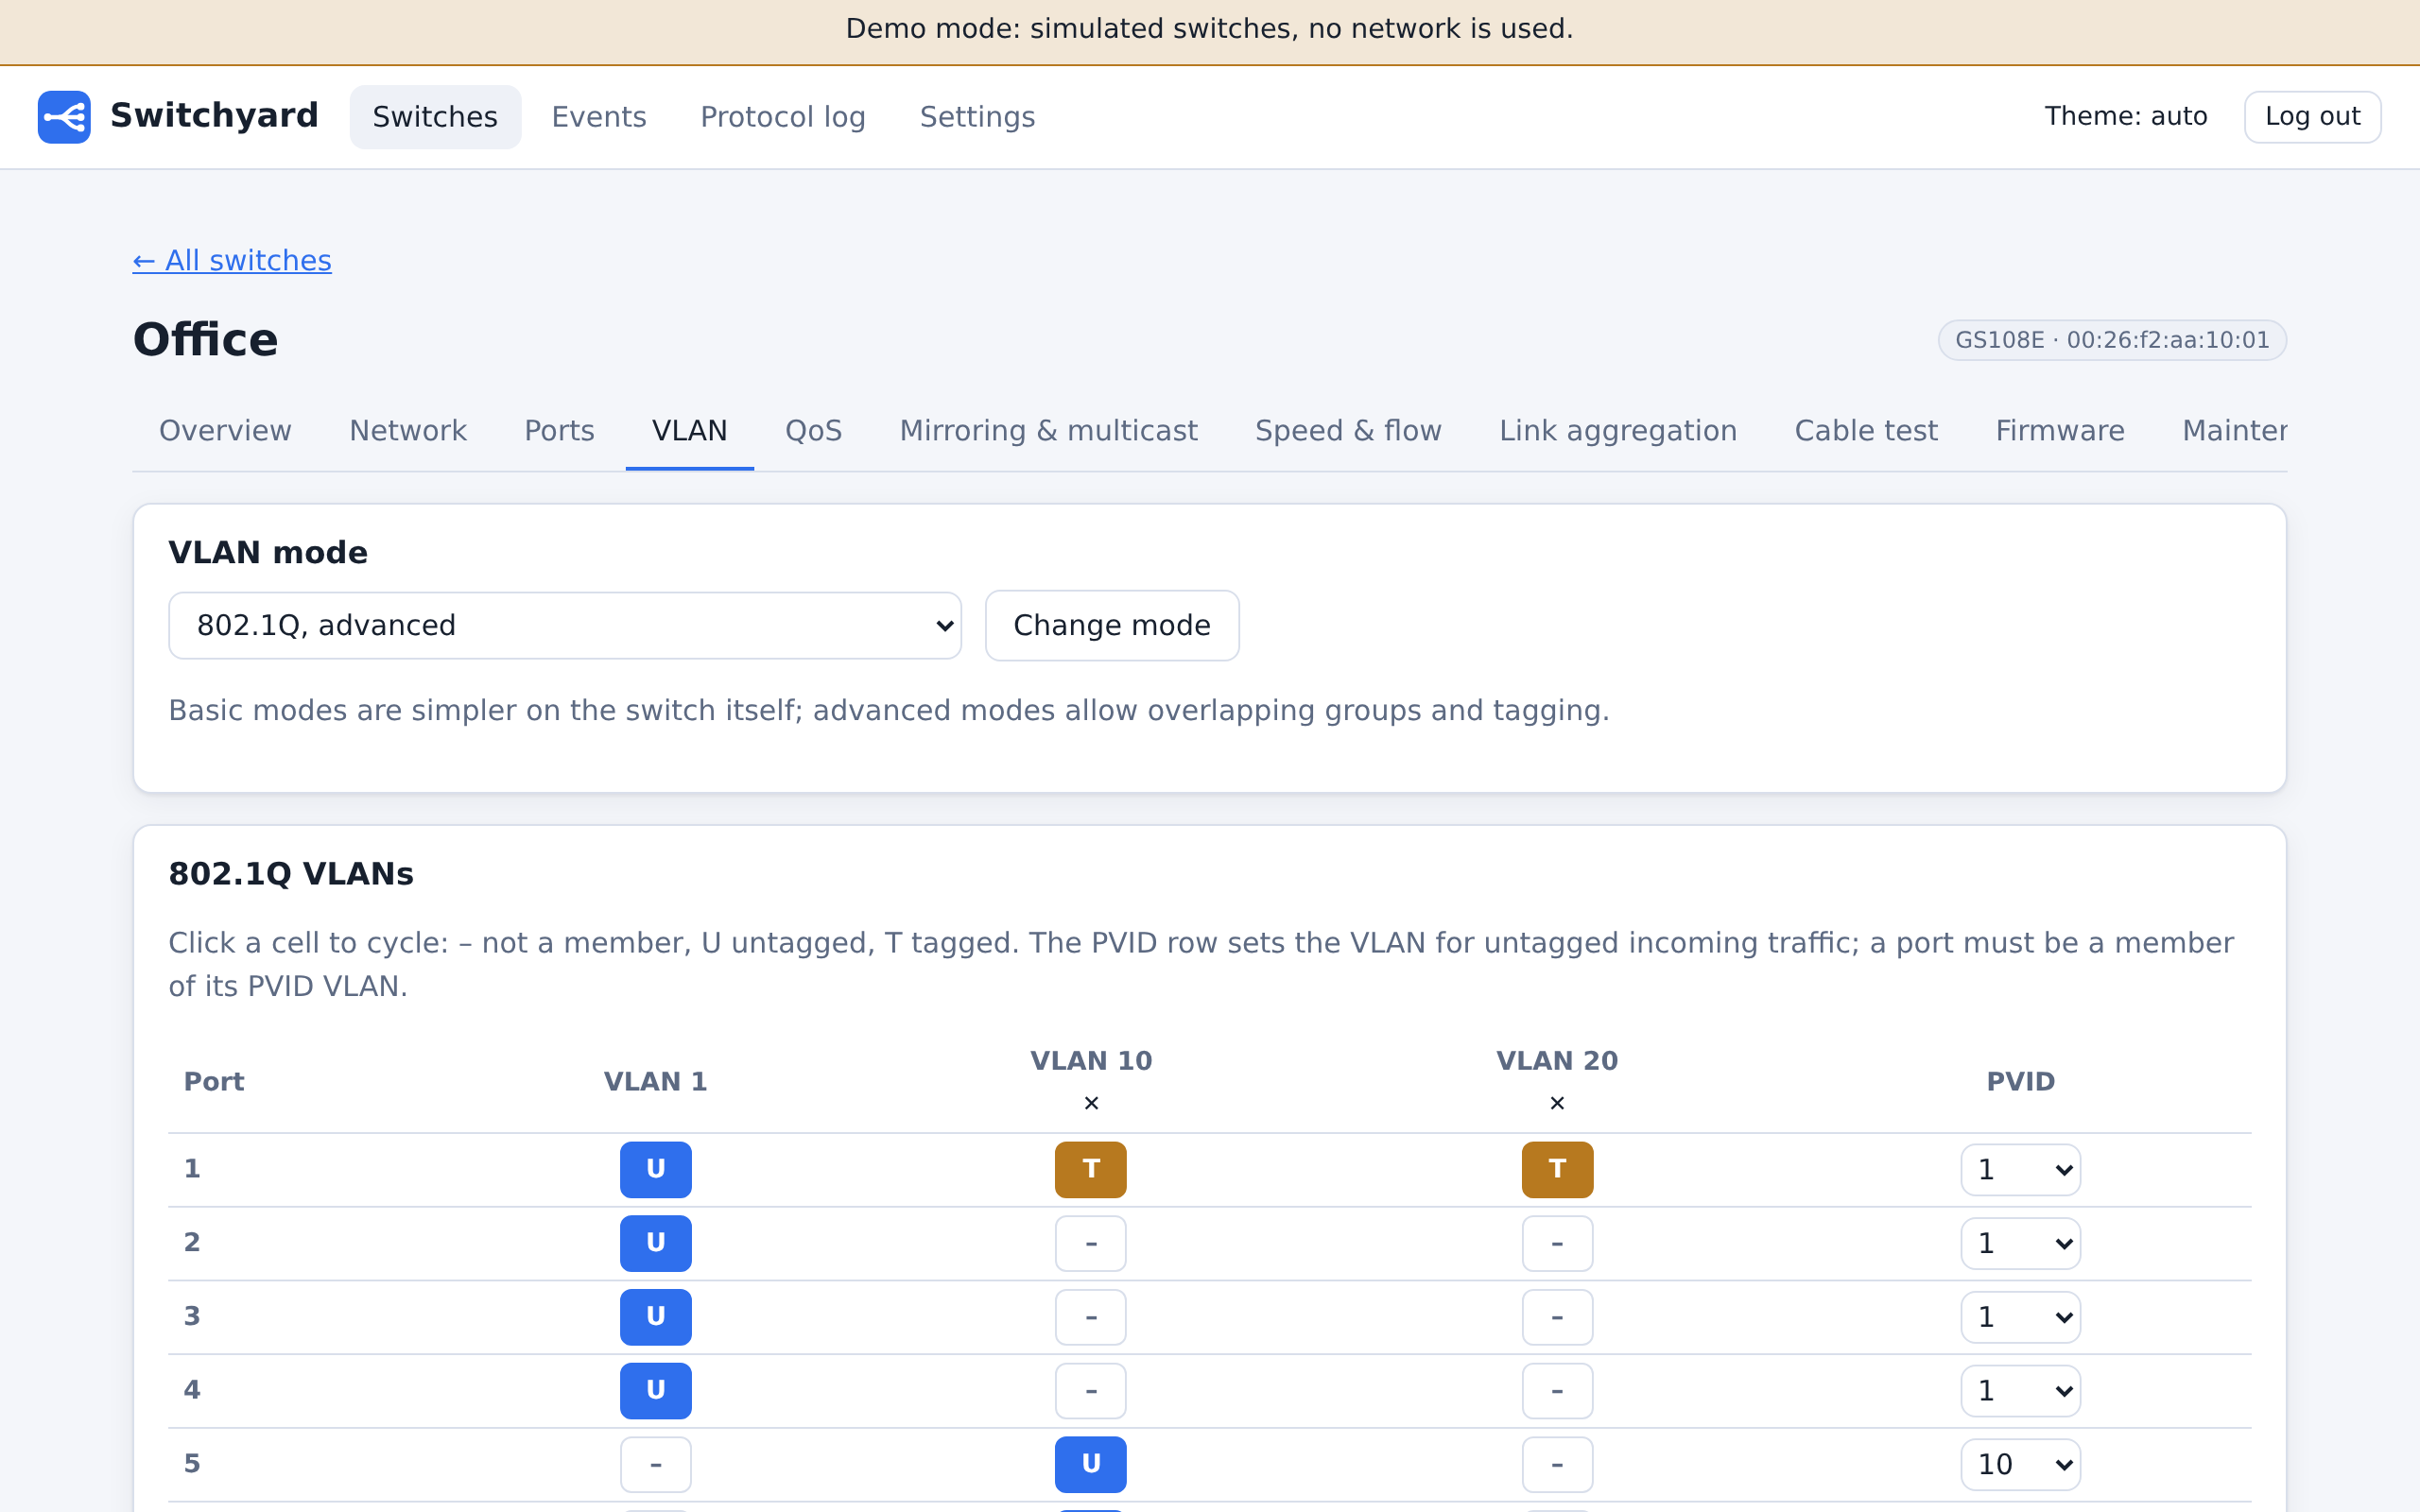 Demo mode: simulated switches, no network is used.
Switchyard Switches Events Protocol log Settings Theme: auto Log out
← All switches
Office GS108E · 00:26:f2:aa:10:01
Overview Network Ports VLAN QoS Mirroring & multicast Speed & flow Link aggregation Cable test Firmware Mainter
VLAN mode
802.1Q, advanced Change mode
Basic modes are simpler on the switch itself; advanced modes allow overlapping groups and tagging.
802.1Q VLANs
Click a cell to cycle: – not a member, U untagged, T tagged. The PVID row sets the VLAN for untagged incoming traffic; a port must be a member
of its PVID VLAN.
Port VLAN 1 VLAN 10 × VLAN 20 × PVID
1 U T T 1
2 U – – 1
3 U – – 1
4 U – – 1
5 – U – 10